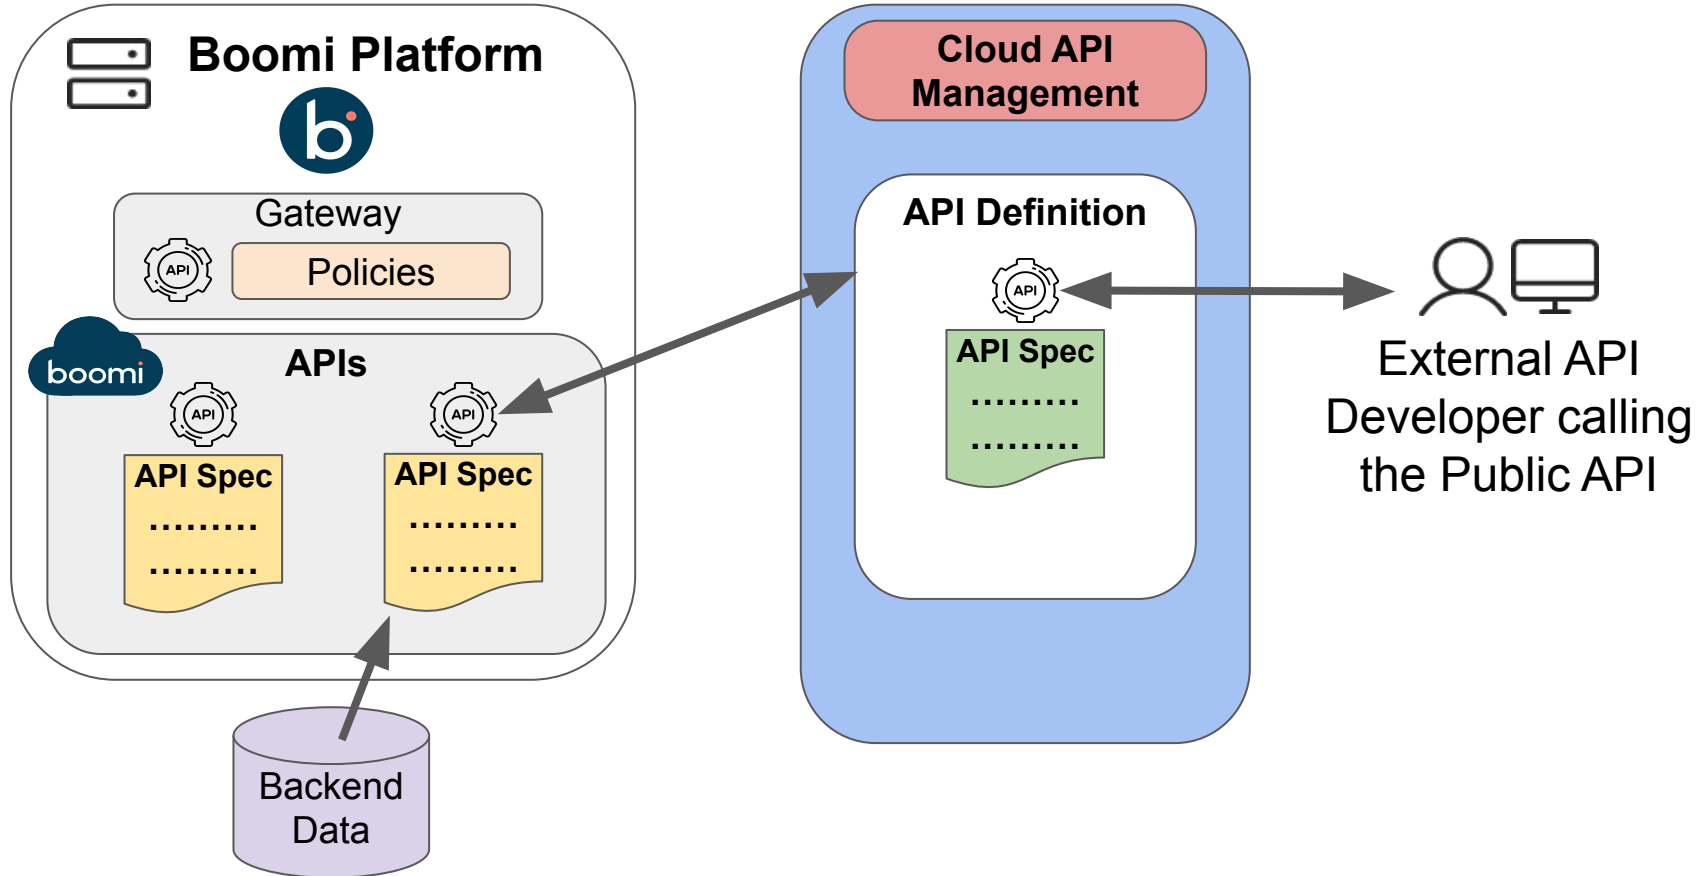 Boomi Platform
b
Gateway
API
Policies
boomi
APIs
API
API
API Spec
.........
.........
API Spec
.........
.........
Backend
Data
Cloud API
Management
API Definition
API
API Spec
.........
.........
External API
Developer calling
the Public API